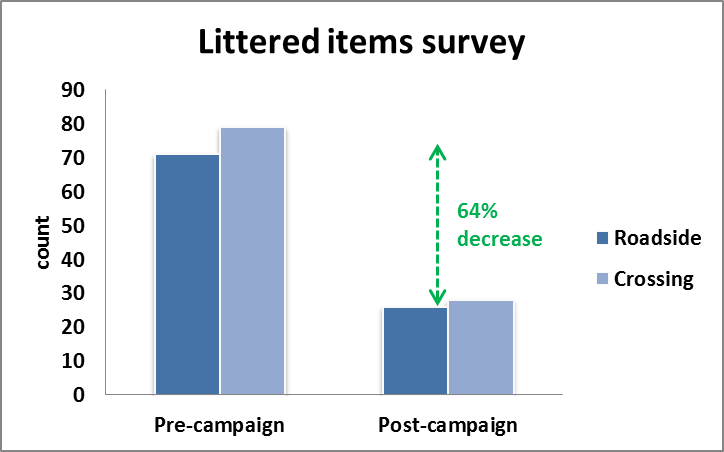 Littered items survey
count
90
80
70
60
50
40
30
20
10
0
64%
decrease
Roadside
Crossing
Pre-campaign
Post-campaign